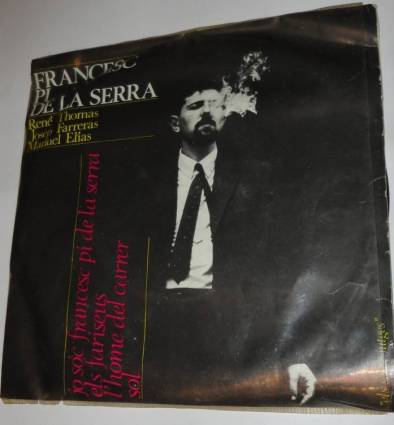 FRANCESC
PI
DE LA SERRA
René Thomas
Josep Farreras
Manuel Elias
jo sóc francesc pi de la serra
els fariseus
l'home del carrer
sol